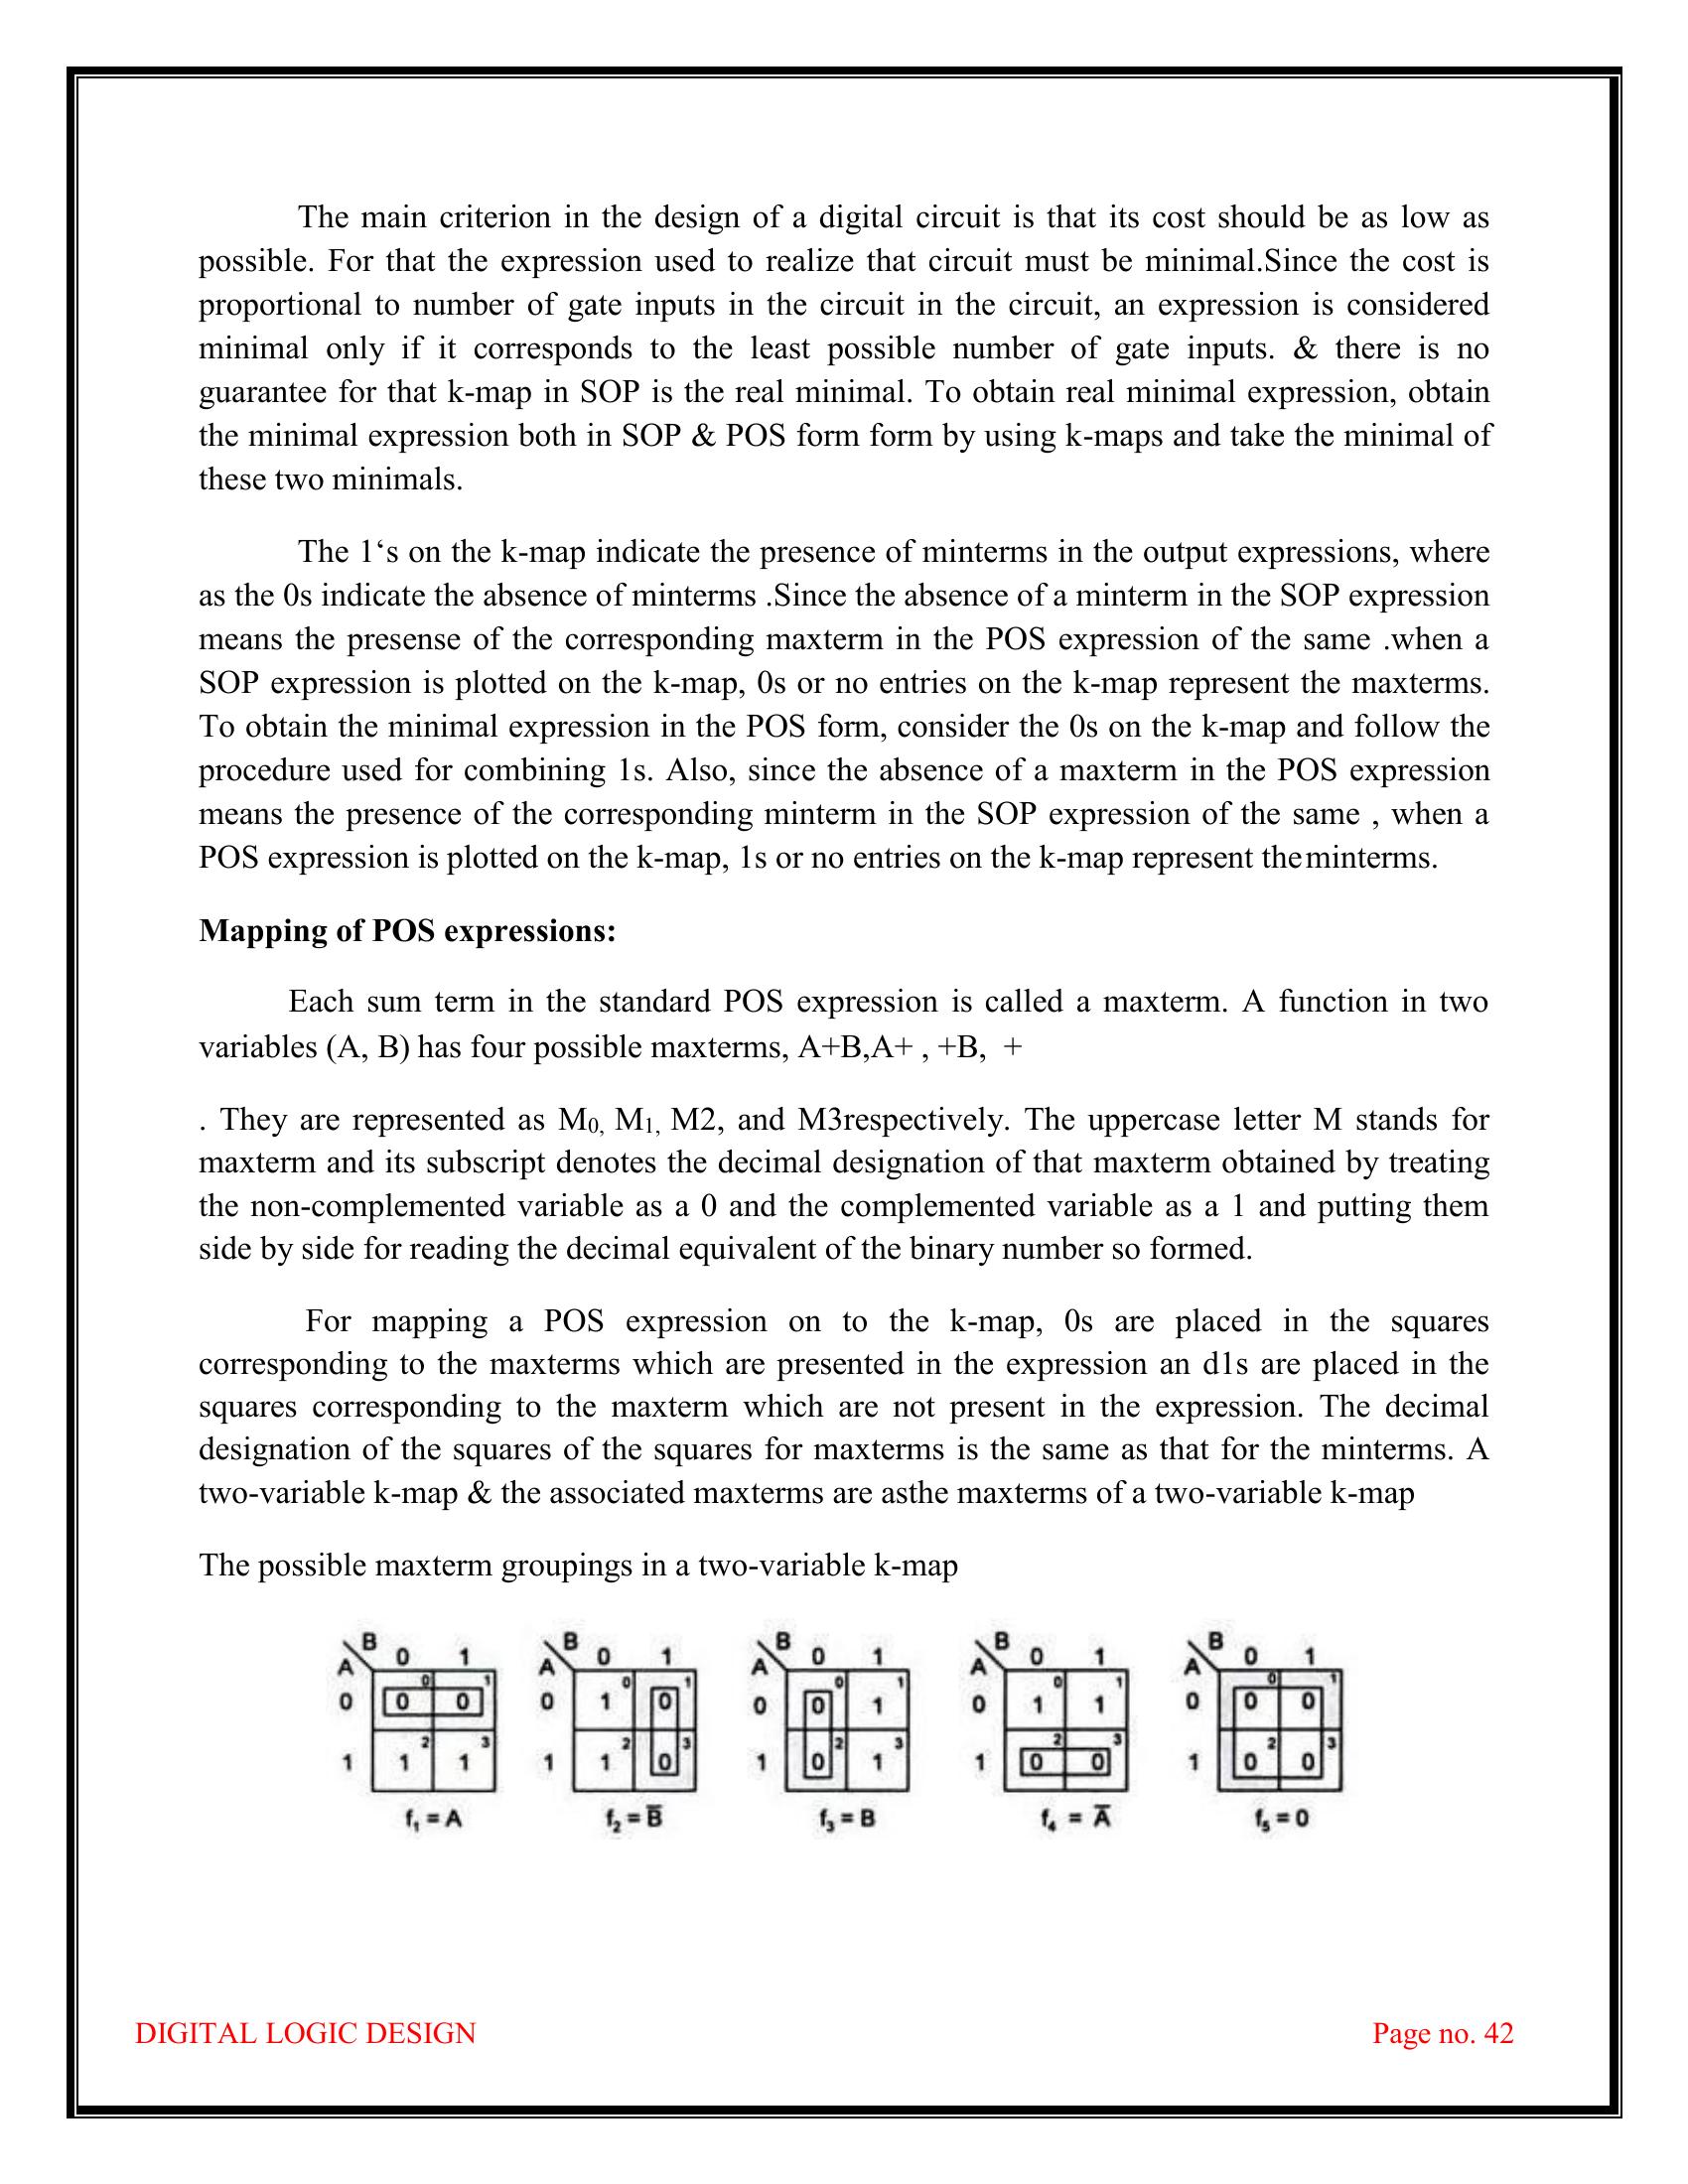 The main criterion in the design of a digital circuit is that its cost should be as low as
possible. For that the expression used to realize that circuit must be minimal.Since the cost is
proportional to number of gate inputs in the circuit in the circuit, an expression is considered
minimal only if it corresponds to the least possible number of gate inputs. & there is no
guarantee for that k-map in SOP is the real minimal. To obtain real minimal expression, obtain
the minimal expression both in SOP & POS form form by using k-maps and take the minimal of
these two minimals.
The 1‘s on the k-map indicate the presence of minterms in the output expressions, where
as the 0s indicate the absence of minterms .Since the absence of a minterm in the SOP expression
means the presense of the corresponding maxterm in the POS expression of the same .when a
SOP expression is plotted on the k-map, 0s or no entries on the k-map represent the maxterms.
To obtain the minimal expression in the POS form, consider the 0s on the k-map and follow the
procedure used for combining 1s. Also, since the absence of a maxterm in the POS expression
means the presence of the corresponding minterm in the SOP expression of the same , when a
POS expression is plotted on the k-map, 1s or no entries on the k-map represent theminterms.
Mapping of POS expressions:
Each sum term in the standard POS expression is called a maxterm. A function in two
variables (A, B) has four possible maxterms, A+B,A+ , +B, +
. They are represented as M₀, M₁, M2, and M3respectively. The uppercase letter M stands for
maxterm and its subscript denotes the decimal designation of that maxterm obtained by treating
the non-complemented variable as a 0 and the complemented variable as a 1 and putting them
side by side for reading the decimal equivalent of the binary number so formed.
For mapping a POS expression on to the k-map, 0s are placed in the squares
corresponding to the maxterms which are presented in the expression an d1s are placed in the
squares corresponding to the maxterm which are not present in the expression. The decimal
designation of the squares of the squares for maxterms is the same as that for the minterms. A
two-variable k-map & the associated maxterms are asthe maxterms of a two-variable k-map
The possible maxterm groupings in a two-variable k-map
B B B B B
A 0 1 A 0 1 A 0 1 A 0 1 A 0 1
0 1 0 1 0 1 0 1 0 1
0 0 0 0 1 0 0 0 1 0 1 1 0 0 0
2 3 2 3 2 3 2 3 2 3
1 1 1 1 1 0 1 0 1 1 0 0 1 0 0
f₁ = A f₂ = B̅ f₃ = B f₄ = A̅ f₅ = 0
DIGITAL LOGIC DESIGN Page no. 42